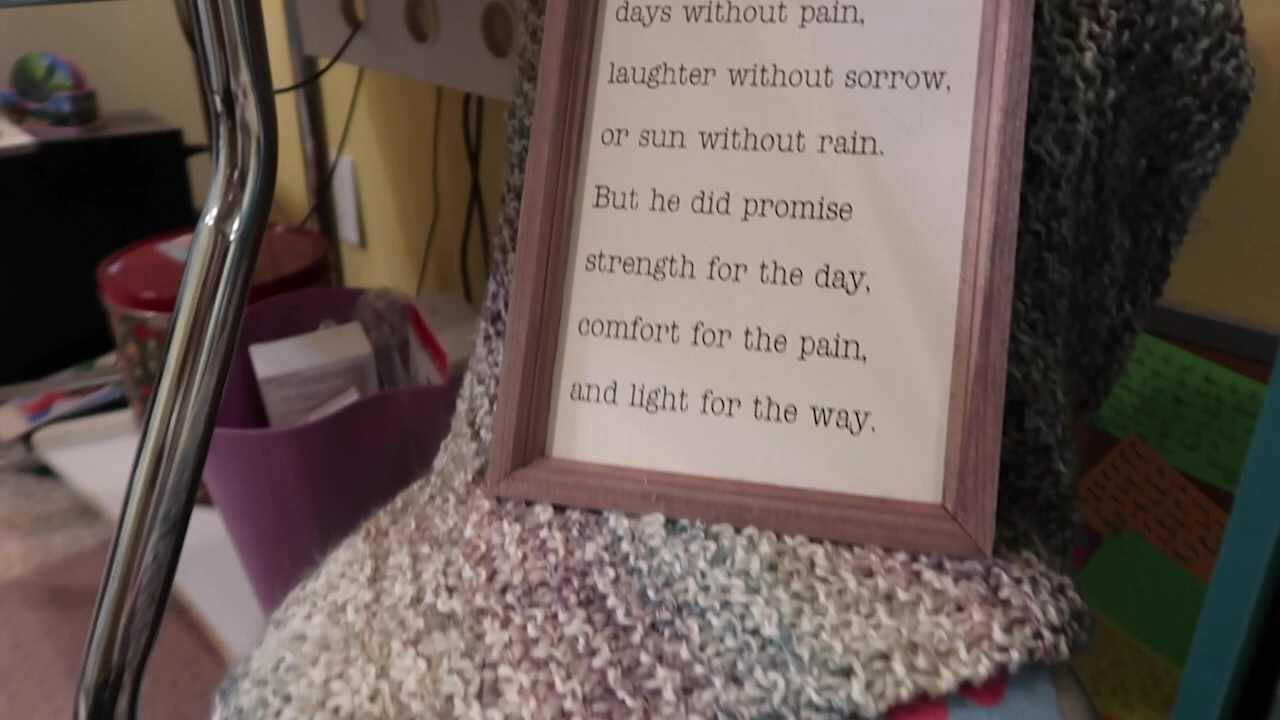 days without pain,
laughter without sorrow,
or sun without rain.
But he did promise
strength for the day,
comfort for the pain,
and light for the way.